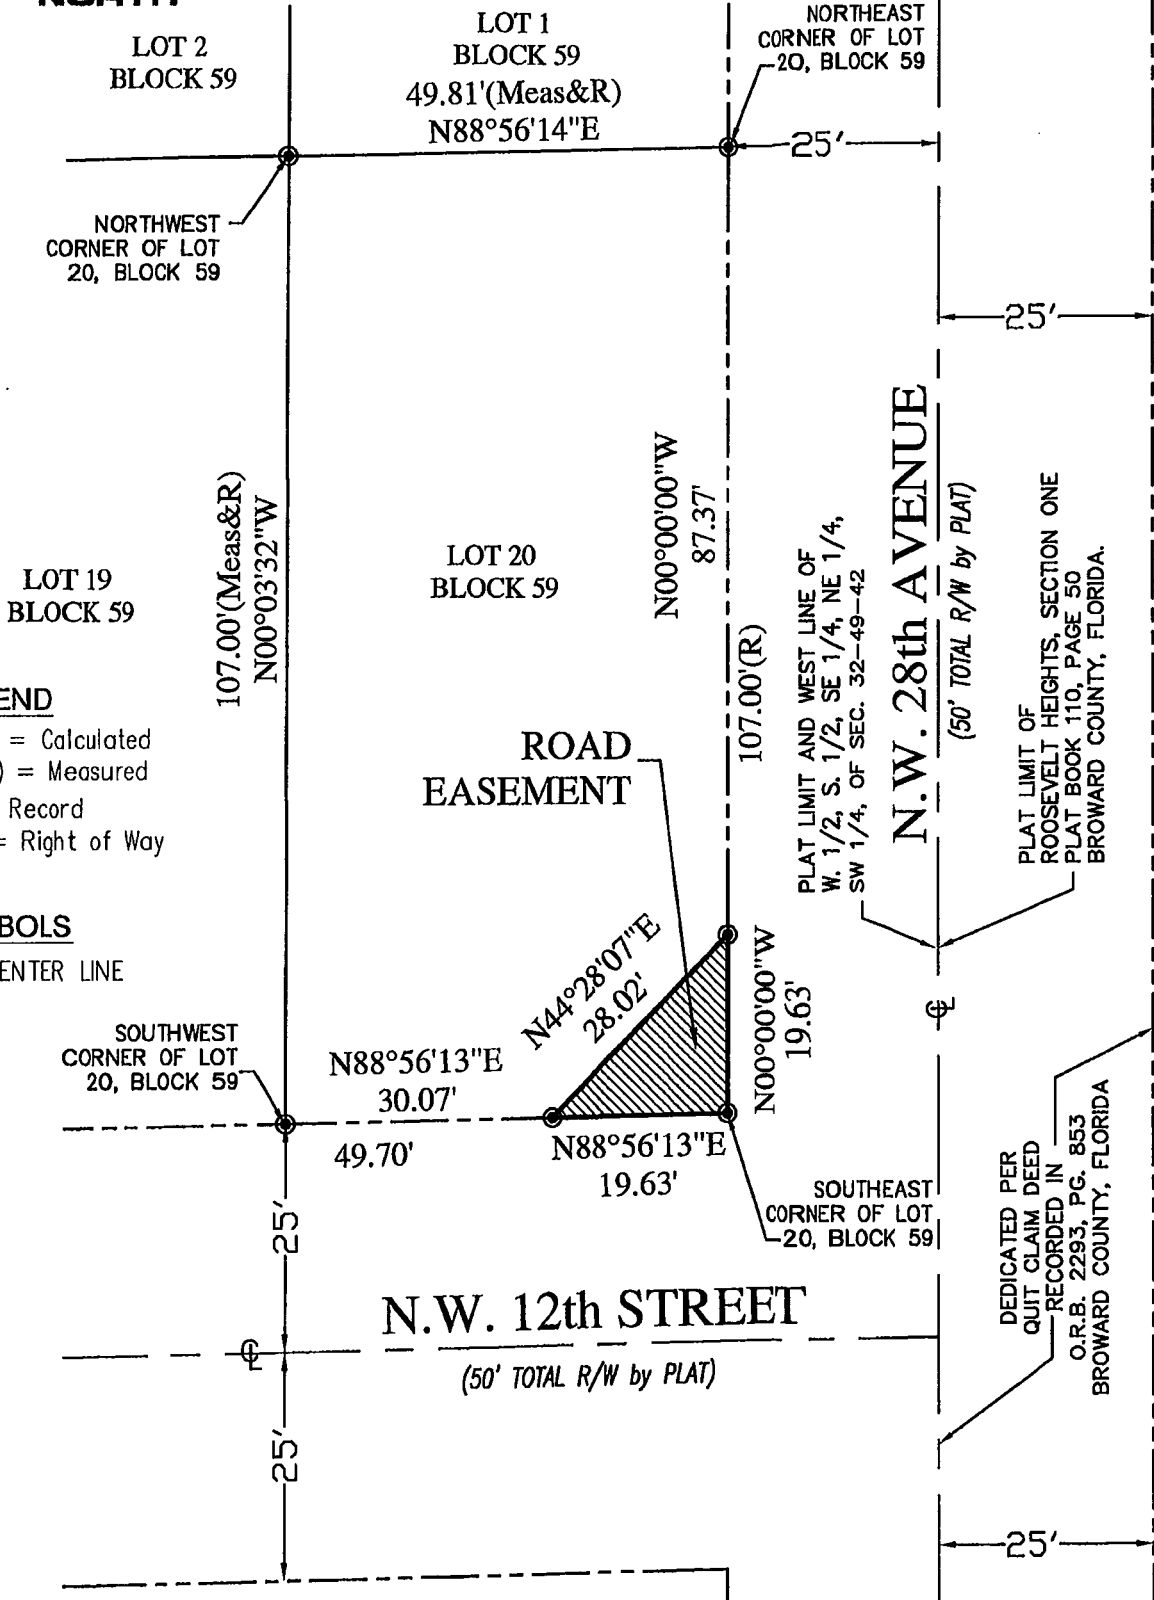 NORTH
LOT 2
BLOCK 59
LOT 1
BLOCK 59
49.81'(Meas&R)
N88°56'14"E
NORTHEAST
CORNER OF LOT
20, BLOCK 59
25'
NORTHWEST
CORNER OF LOT
20, BLOCK 59
25'
107.00'(Meas&R)
N00°03'32"W
LOT 19
BLOCK 59
LOT 20
BLOCK 59
N00°00'00"W
87.37'
107.00'(R)
PLAT LIMIT AND WEST LINE OF
W. 1/2, S. 1/2, SE 1/4, NE 1/4,
SW 1/4, OF SEC. 32-49-42
N.W. 28th AVENUE
(50' TOTAL R/W by PLAT)
PLAT LIMIT OF
ROOSEVELT HEIGHTS, SECTION ONE
PLAT BOOK 110, PAGE 50
BROWARD COUNTY, FLORIDA.
END
= Calculated
) = Measured
Record
= Right of Way
BOLS
ENTER LINE
ROAD
EASEMENT
N44°28'07"E
28.02'
N00°00'00"W
19.63'
SOUTHWEST
CORNER OF LOT
20, BLOCK 59
N88°56'13"E
30.07'
49.70'
N88°56'13"E
19.63'
SOUTHEAST
CORNER OF LOT
20, BLOCK 59
℄
DEDICATED PER
QUIT CLAIM DEED
RECORDED IN
O.R.B. 2293, PG. 853
BROWARD COUNTY, FLORIDA
25'
N.W. 12th STREET
℄
(50' TOTAL R/W by PLAT)
25'
25'